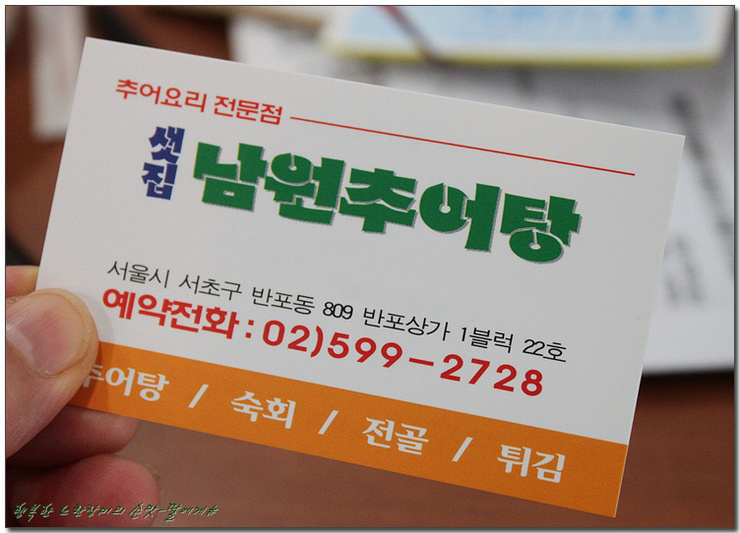 추어요리 전문점
셋집 남원추어탕
서울시 서초구 반포동 809 반포상가 1블럭 22호
예약전화 : 02)599-2728
추어탕 / 숙회 / 전골 / 튀김